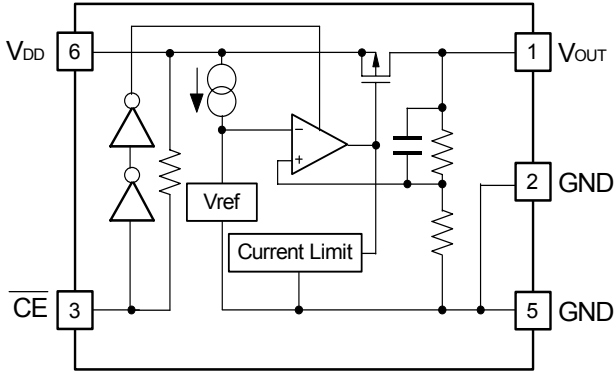 VDD 6
1 VOUT
−
+
2 GND
Vref
Current Limit
CE 3
5 GND